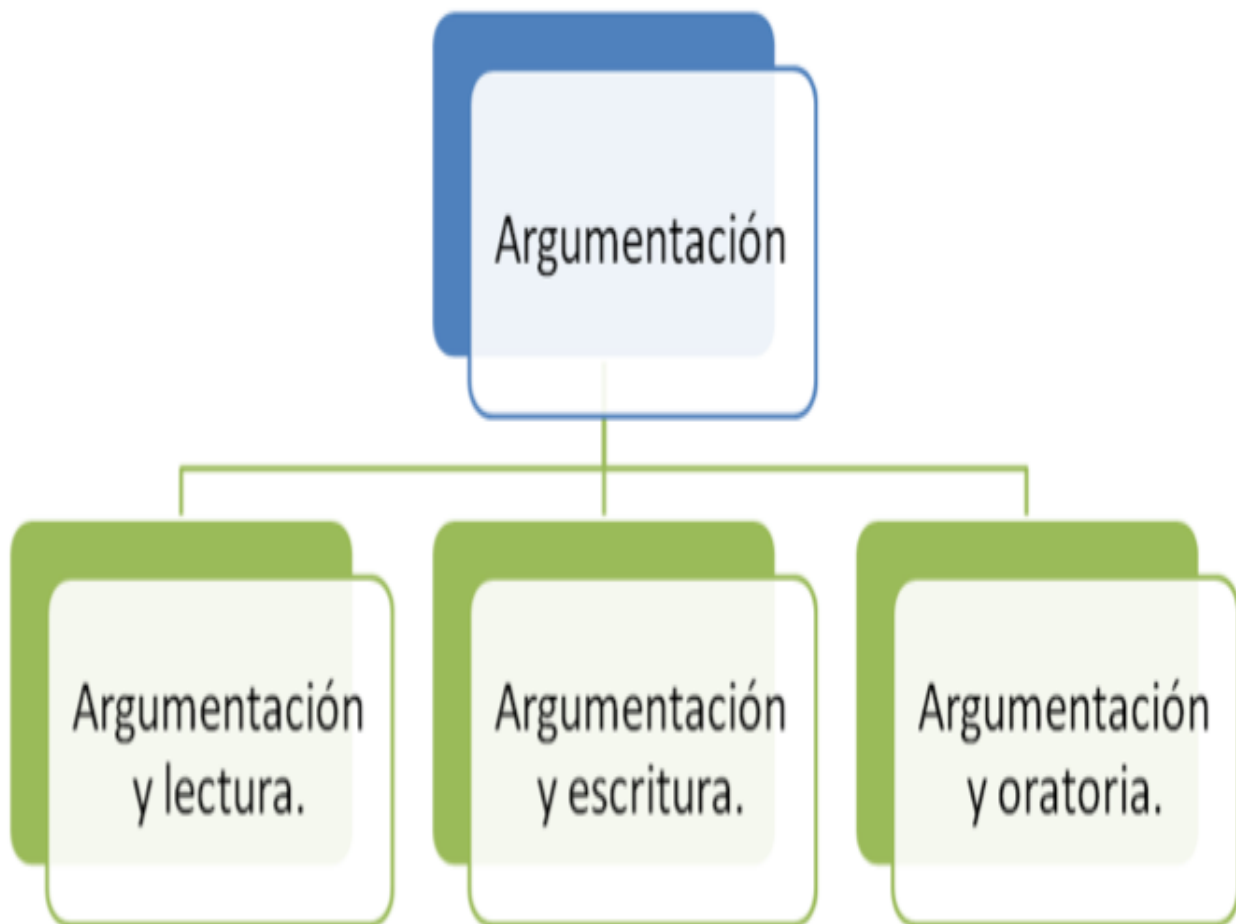 Argumentación
Argumentación
y lectura.
Argumentación
y escritura.
Argumentación
y oratoria.